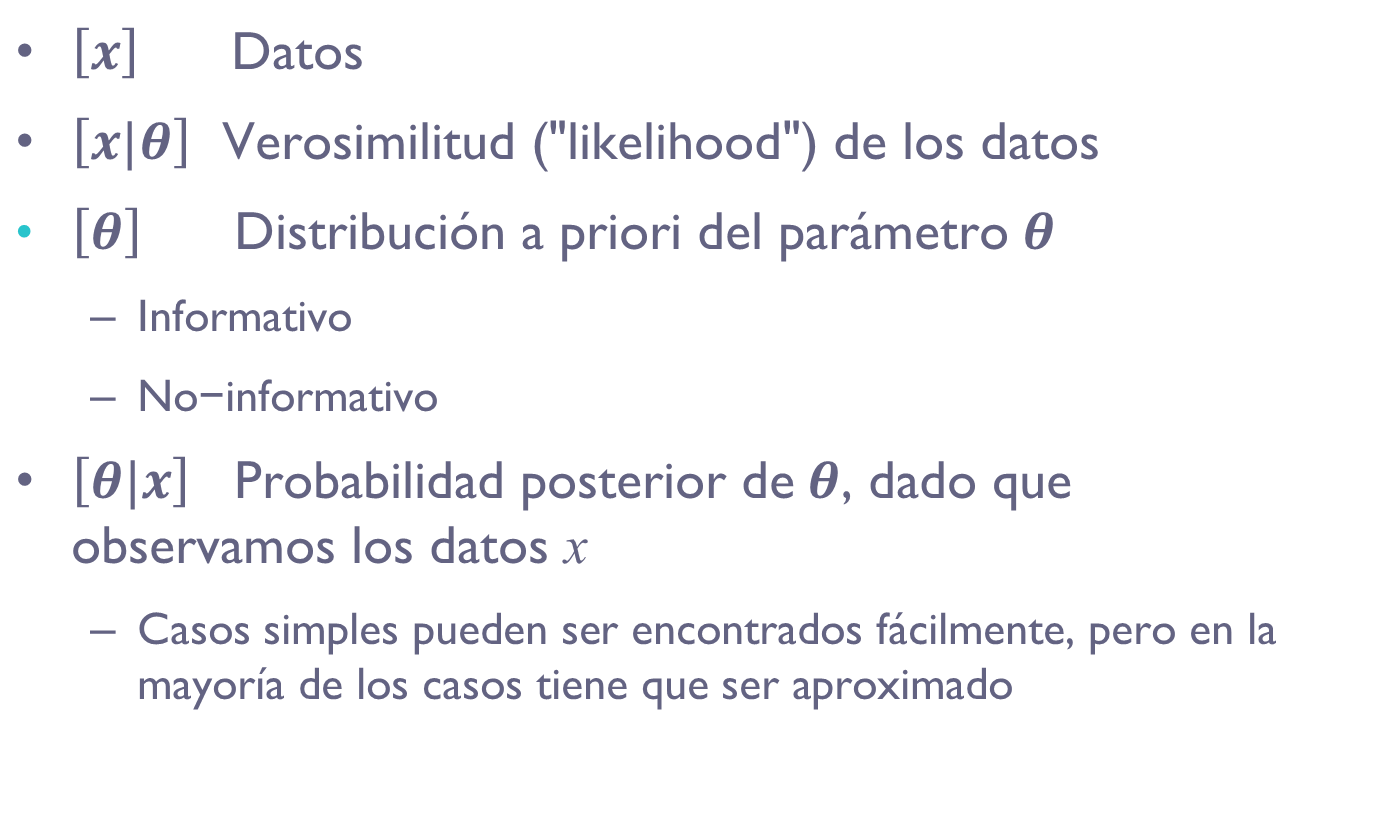 • [x] Datos
• [x|θ] Verosimilitud ("likelihood") de los datos
• [θ] Distribución a priori del parámetro θ
– Informativo
– No−informativo
• [θ|x] Probabilidad posterior de θ, dado que
observamos los datos x
– Casos simples pueden ser encontrados fácilmente, pero en la
mayoría de los casos tiene que ser aproximado